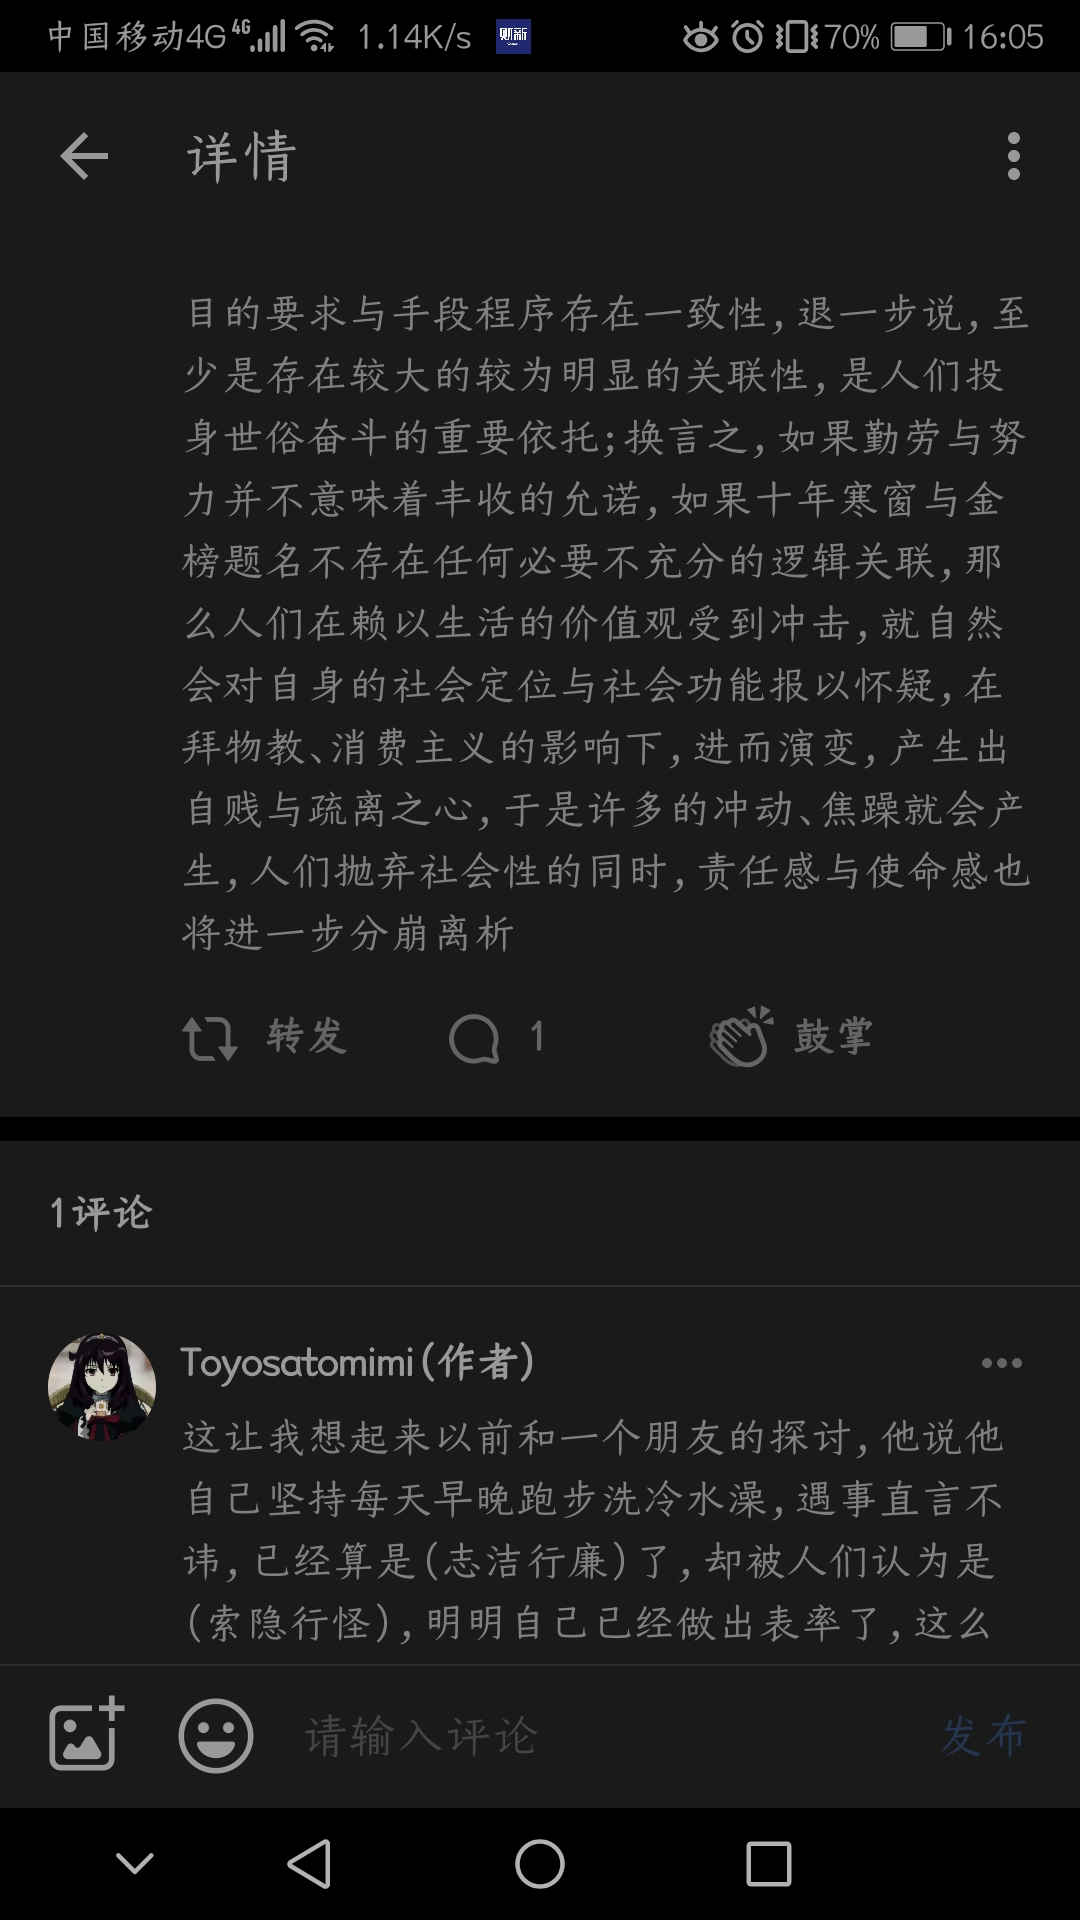 中国移动4G 4G 1.14K/s 财新 70% 16:05
详情
目的要求与手段程序存在一致性,退一步说,至
少是存在较大的较为明显的关联性,是人们投
身世俗奋斗的重要依托;换言之,如果勤劳与努
力并不意味着丰收的允诺,如果十年寒窗与金
榜题名不存在任何必要不充分的逻辑关联,那
么人们在赖以生活的价值观受到冲击,就自然
会对自身的社会定位与社会功能报以怀疑,在
拜物教、消费主义的影响下,进而演变,产生出
自贱与疏离之心,于是许多的冲动、焦躁就会产
生,人们抛弃社会性的同时,责任感与使命感也
将进一步分崩离析
转发 1 鼓掌
1评论
Toyosatomimi(作者)
这让我想起来以前和一个朋友的探讨,他说他
自己坚持每天早晚跑步洗冷水澡,遇事直言不
讳,已经算是(志洁行廉)了,却被人们认为是
(索隐行怪),明明自己已经做出表率了,这么
请输入评论 发布